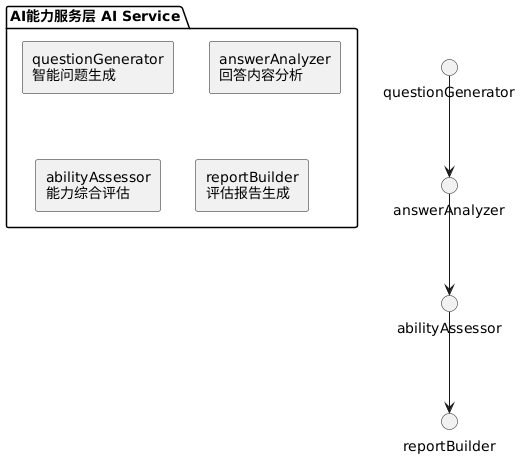 AI能力服务层 AI Service
questionGenerator
智能问题生成
answerAnalyzer
回答内容分析
abilityAssessor
能力综合评估
reportBuilder
评估报告生成
questionGenerator
answerAnalyzer
abilityAssessor
reportBuilder